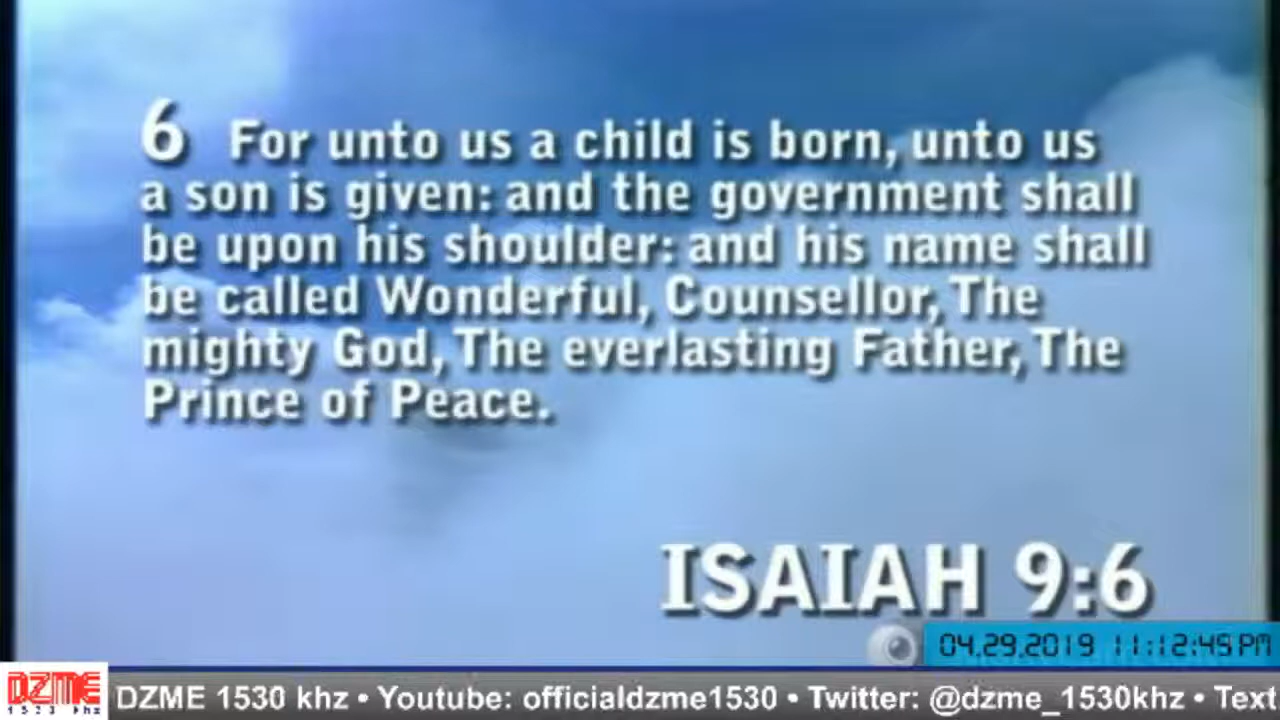 6 For unto us a child is born, unto us
a son is given: and the government shall
be upon his shoulder: and his name shall
be called Wonderful, Counsellor, The
mighty God, The everlasting Father, The
Prince of Peace.
ISAIAH 9:6
04.29.2019 11:12:45 PM
DZME
1530 khz
DZME 1530 khz • Youtube: officialdzme1530 • Twitter: @dzme_1530khz • Text